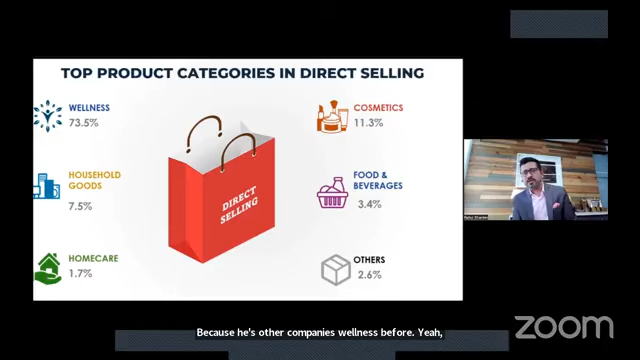 TOP PRODUCT CATEGORIES IN DIRECT SELLING
WELLNESS
73.5%
COSMETICS
11.3%
HOUSEHOLD
GOODS
7.5%
DIRECT
SELLING
FOOD &
BEVERAGES
3.4%
HOMECARE
1.7%
OTHERS
2.6%
Because he's other companies wellness before. Yeah,
zoom